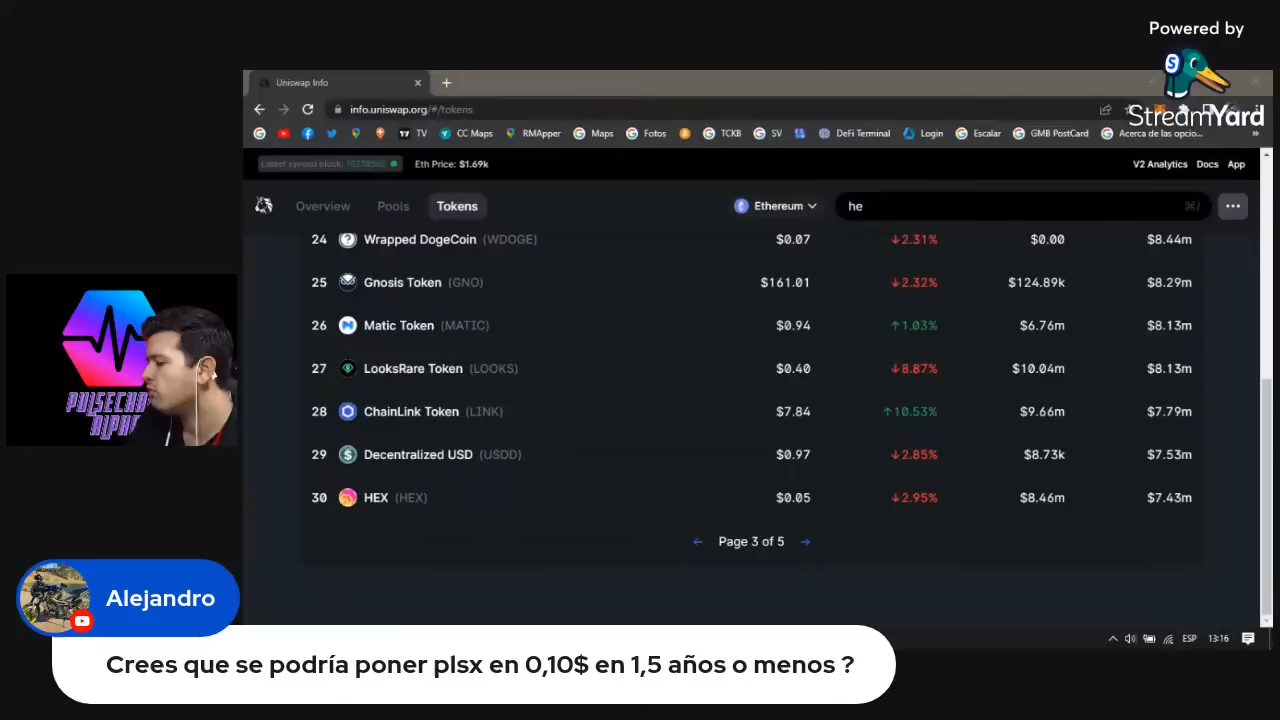 Powered by
StreamYard
Uniswap Info
info.uniswap.org/#/tokens
TV
CC Maps
RMApper
Maps
Fotos
TCKB
SV
DeFi Terminal
Login
Escalar
GMB PostCard
Acerca de las opcio...
Latest synced block:
Eth Price: $1.69k
V2 Analytics Docs App
Overview Pools Tokens
Ethereum
he
24 Wrapped DogeCoin (WDOGE) $0.07 ↓2.31% $0.00 $8.44m
25 Gnosis Token (GNO) $161.01 ↓2.32% $124.89k $8.29m
26 Matic Token (MATIC) $0.94 ↑1.03% $6.76m $8.13m
27 LooksRare Token (LOOKS) $0.40 ↓8.87% $10.04m $8.13m
28 ChainLink Token (LINK) $7.84 ↑10.53% $9.66m $7.79m
29 Decentralized USD (USDD) $0.97 ↓2.85% $8.73k $7.53m
30 HEX (HEX) $0.05 ↓2.95% $8.46m $7.43m
← Page 3 of 5 →
ESP 13:16
Alejandro
Crees que se podría poner plsx en 0,10$ en 1,5 años o menos ?